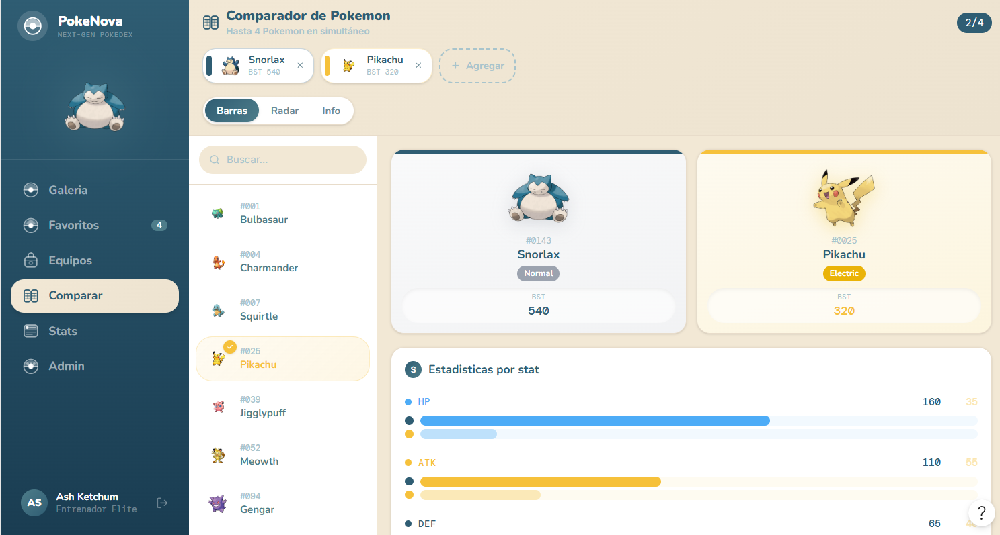 PokeNova
NEXT-GEN POKEDEX
Galeria
Favoritos 4
Equipos
Comparar
Stats
Admin
AS
Ash Ketchum
Entrenador Elite
Comparador de Pokemon
Hasta 4 Pokemon en simultáneo
2/4
Snorlax
BST 540
×
Pikachu
BST 320
×
+ Agregar
Barras Radar Info
Buscar...
#001
Bulbasaur
#004
Charmander
#007
Squirtle
#025
Pikachu
#039
Jigglypuff
#052
Meowth
#094
Gengar
#0143
Snorlax
Normal
BST
540
#0025
Pikachu
Electric
BST
320
S Estadisticas por stat
HP 160 35
ATK 110 55
DEF 65
?